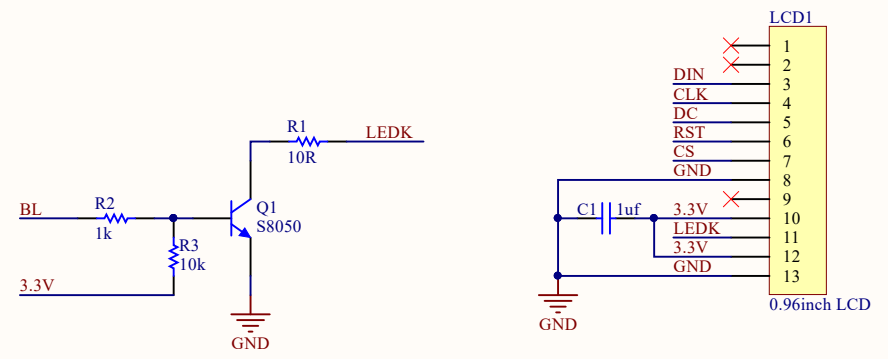 R1
LEDK
10R
BL
R2
1k
Q1
S8050
R3
10k
3.3V
GND
LCD1
1
2
DIN
3
CLK
4
DC
5
RST
6
CS
7
GND
8
9
C1
1uf
3.3V
10
LEDK
11
3.3V
12
GND
13
0.96inch LCD
GND